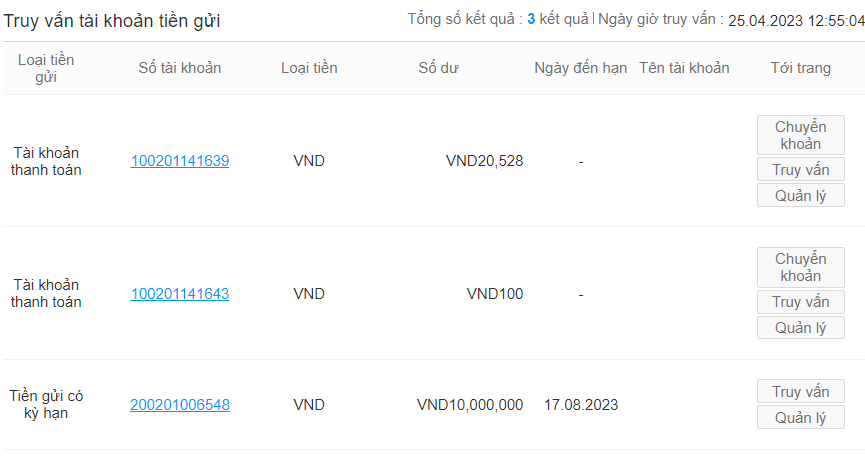 Truy vấn tài khoản tiền gửi
Tổng số kết quả : 3 kết quả | Ngày giờ truy vấn : 25.04.2023 12:55:04
Loại tiền gửi Số tài khoản Loại tiền Số dư Ngày đến hạn Tên tài khoản Tới trang
Tài khoản thanh toán 100201141639 VND VND20,528 - Chuyển khoản
Truy vấn
Quản lý
Tài khoản thanh toán 100201141643 VND VND100 - Chuyển khoản
Truy vấn
Quản lý
Tiền gửi có kỳ hạn 200201006548 VND VND10,000,000 17.08.2023 Truy vấn
Quản lý